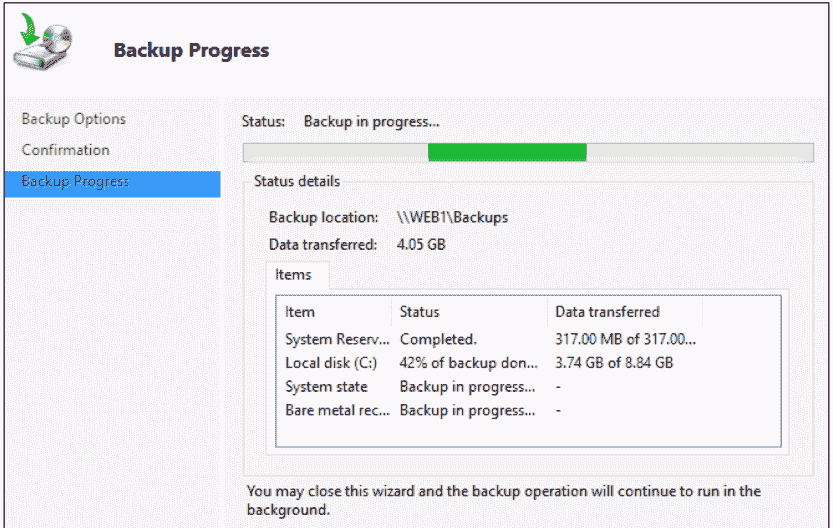 Backup Progress
Backup Options
Confirmation
Backup Progress
Status: Backup in progress...
Status details
Backup location: \\WEB1\Backups
Data transferred: 4.05 GB
Items
Item Status Data transferred
System Reserv... Completed. 317.00 MB of 317.00...
Local disk (C:) 42% of backup don... 3.74 GB of 8.84 GB
System state Backup in progress... -
Bare metal rec... Backup in progress... -
You may close this wizard and the backup operation will continue to run in the
background.